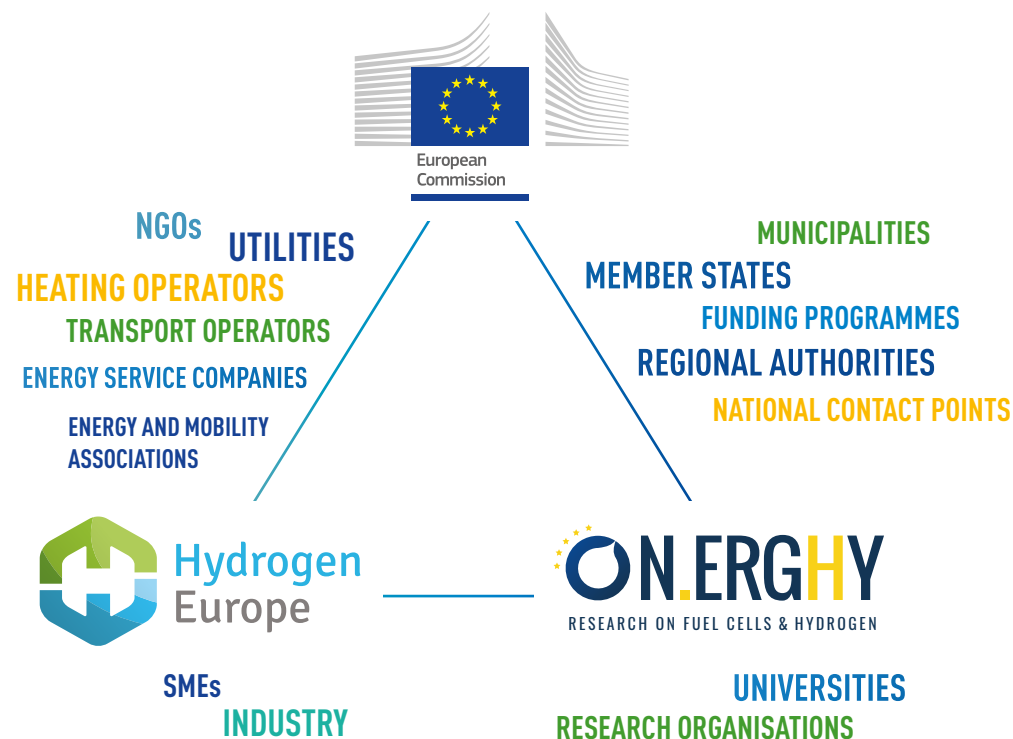 European
Commission
NGOs
UTILITIES
HEATING OPERATORS
TRANSPORT OPERATORS
ENERGY SERVICE COMPANIES
ENERGY AND MOBILITY
ASSOCIATIONS
MUNICIPALITIES
MEMBER STATES
FUNDING PROGRAMMES
REGIONAL AUTHORITIES
NATIONAL CONTACT POINTS
Hydrogen
Europe
ON.ERGHY
RESEARCH ON FUEL CELLS & HYDROGEN
SMEs
INDUSTRY
UNIVERSITIES
RESEARCH ORGANISATIONS